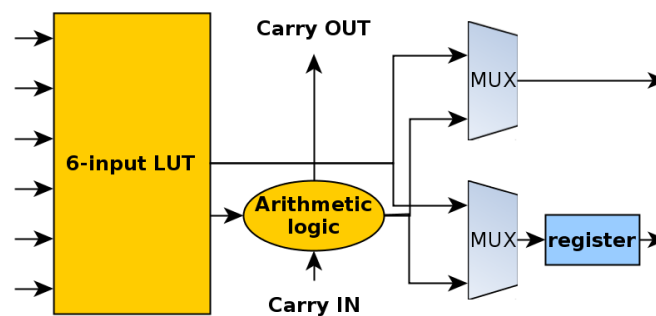 Carry OUT
MUX
6-input LUT
Arithmetic
logic
MUX
register
Carry IN